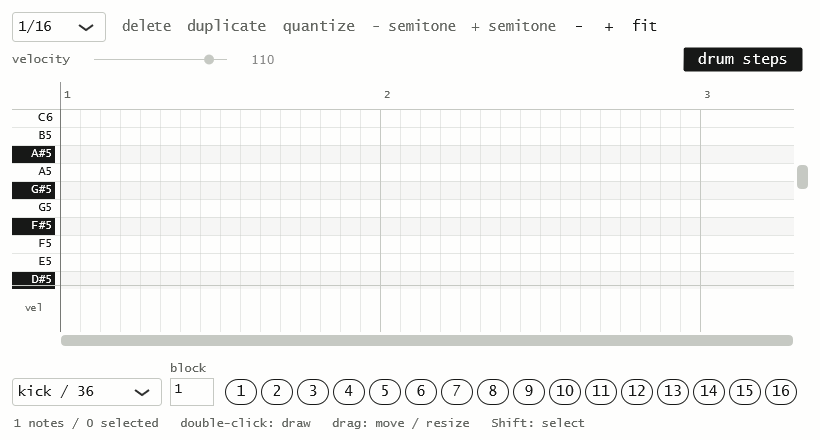 1/16 delete duplicate quantize - semitone + semitone - + fit
velocity 110 drum steps
1 2 3
C6
B5
A#5
A5
G#5
G5
F#5
F5
E5
D#5
vel
block
kick / 36 1 1 2 3 4 5 6 7 8 9 10 11 12 13 14 15 16
1 notes / 0 selected double-click: draw drag: move / resize Shift: select